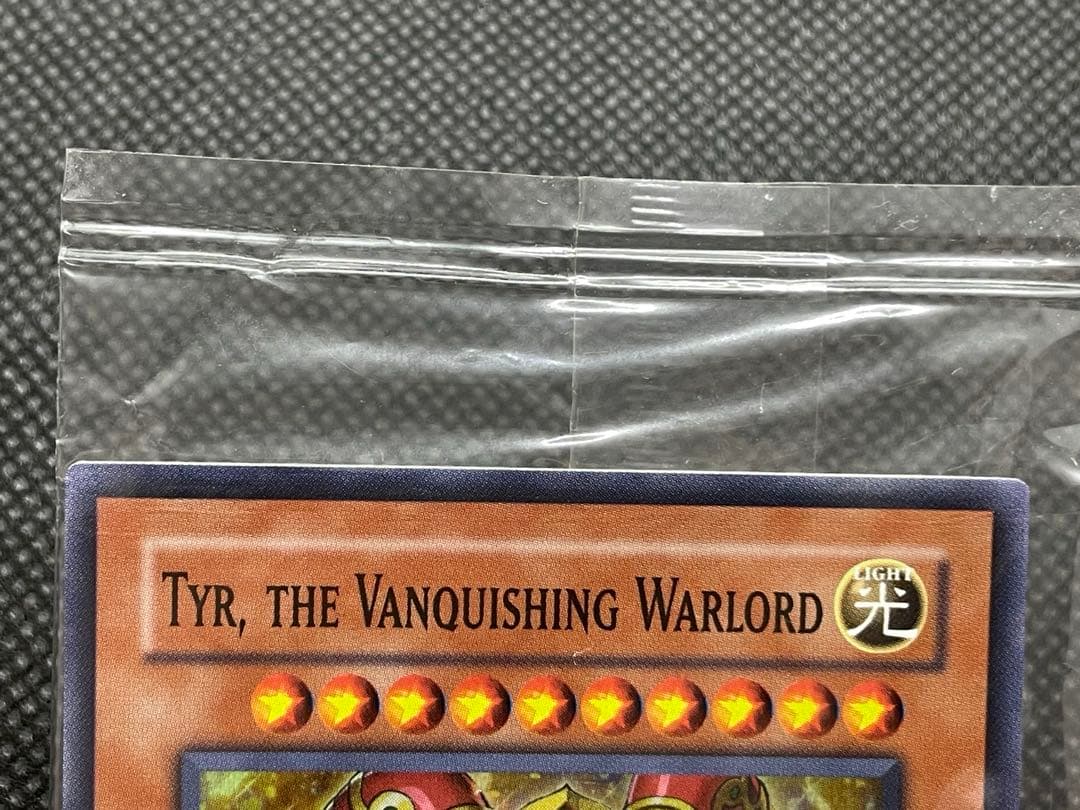 Tyr, the Vanquishing Warlord
LIGHT
光